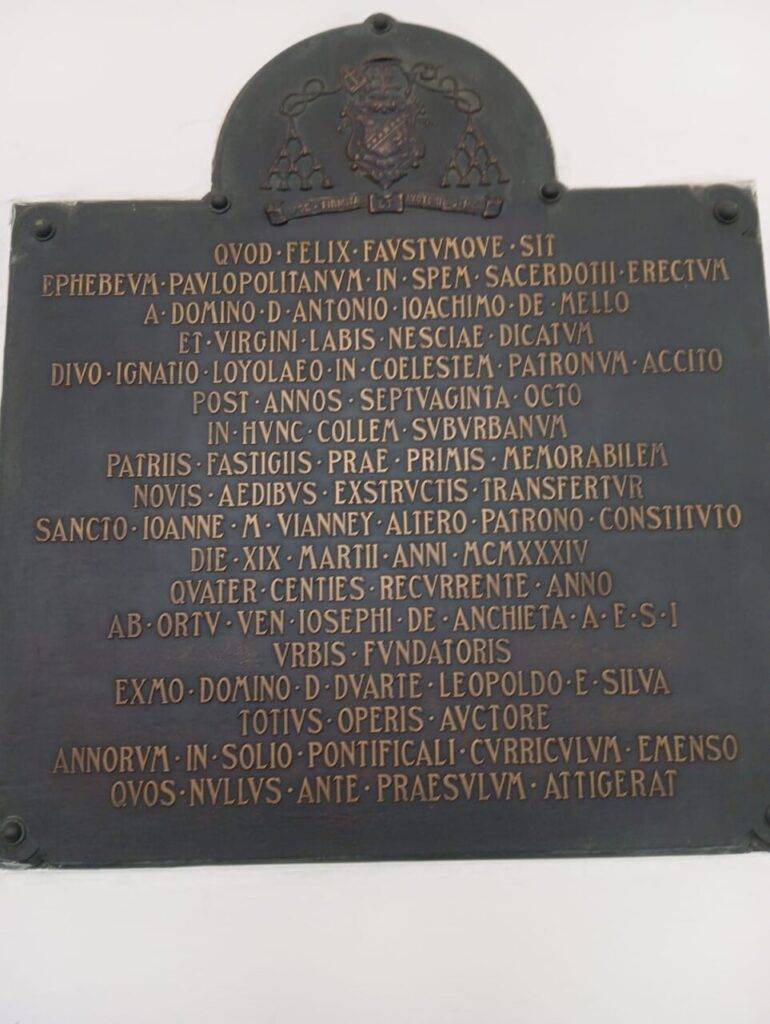 QVOD·FELIX·FAVSTVMQVE·SIT
EPHEBEVM·PAVLOPOLITANVM·IN·SPEM·SACERDOTII·ERECTVM
A·DOMINO·D·ANTONIO·IOACHIMO·DE·MELLO
ET·VIRGINI·LABIS·NESCIAE·DICATVM
DIVO·IGNATIO·LOYOLAEO·IN·COELESTEM·PATRONVM·ACCITO
POST·ANNOS·SEPTVAGINTA·OCTO
IN·HVNC·COLLEM·SVBVRBANVM
PATRIIS·FASTIGIIS·PRAE·PRIMIS·MEMORABILEM
NOVIS·AEDIBVS·EXSTRVCTIS·TRANSFERTVR
SANCTO·IOANNE·M·VIANNEY·ALTERO·PATRONO·CONSTITVTO
DIE·XIX·MARTII·ANNI·MCMXXXIV
QVATER·CENTIES·RECVRRENTE·ANNO
AB·ORTV·VEN·IOSEPHI·DE·ANCHIETA·A·E·S·I
VRBIS·FVNDATORIS
EXMO·DOMINO·D·DVARTE·LEOPOLDO·E·SILVA
TOTIVS·OPERIS·AVCTORE
ANNORVM·IN·SOLIO·PONTIFICALI·CVRRICVLVM·EMENSO
QVOS·NVLLVS·ANTE·PRAESVLVM·ATTIGERAT